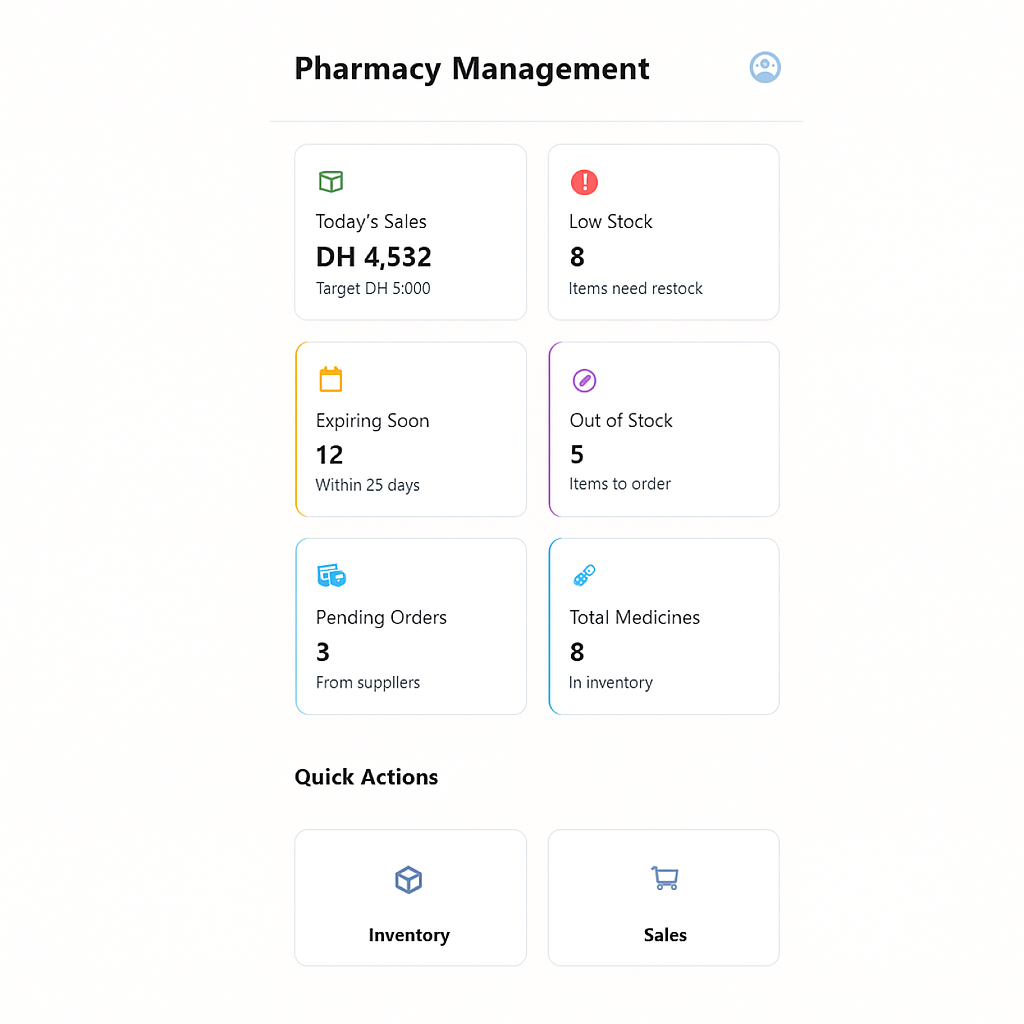 Pharmacy Management
Today's Sales
DH 4,532
Target DH 5:000
Low Stock
8
Items need restock
Expiring Soon
12
Within 25 days
Out of Stock
5
Items to order
Pending Orders
3
From suppllers
Total Medicines
8
In inventory
Quick Actions
Inventory
Sales